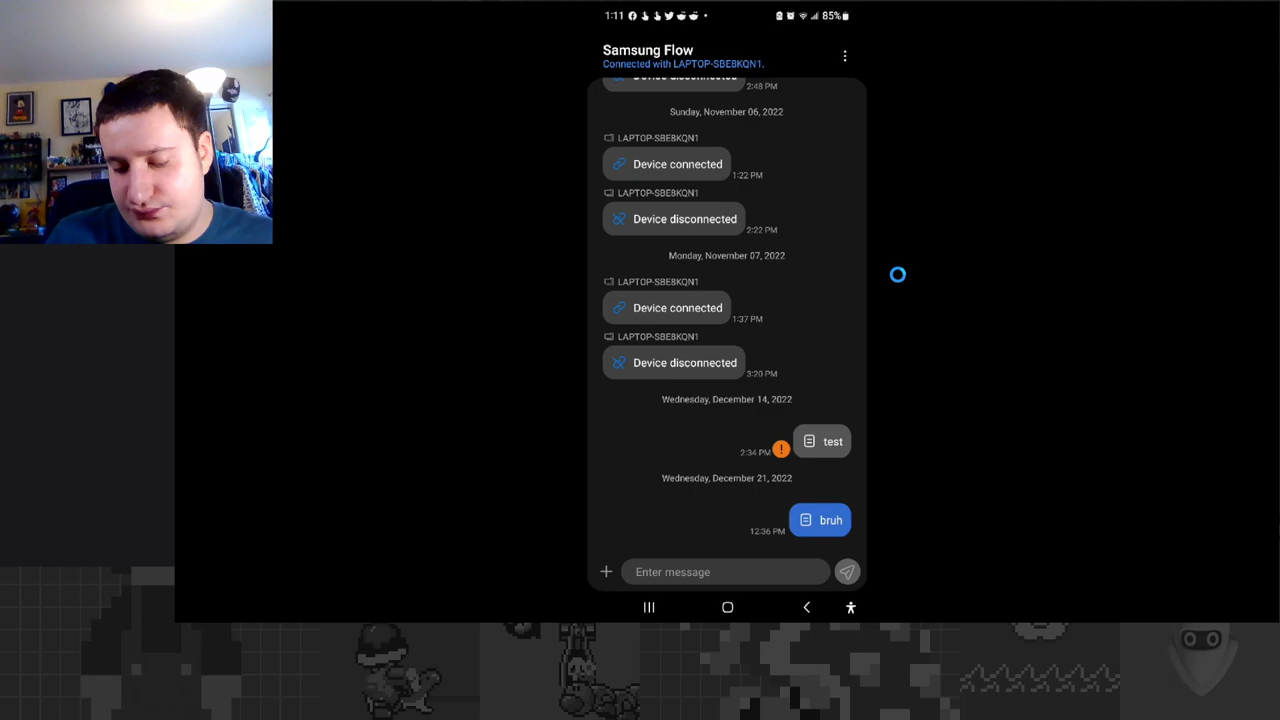 1:11
85%
Samsung Flow
Connected with LAPTOP-SBE8KQN1.
Device disconnected
2:48 PM
Sunday, November 06, 2022
LAPTOP-SBE8KQN1
Device connected
1:22 PM
LAPTOP-SBE8KQN1
Device disconnected
2:22 PM
Monday, November 07, 2022
LAPTOP-SBE8KQN1
Device connected
1:37 PM
LAPTOP-SBE8KQN1
Device disconnected
3:20 PM
Wednesday, December 14, 2022
test
2:34 PM
Wednesday, December 21, 2022
bruh
12:36 PM
Enter message